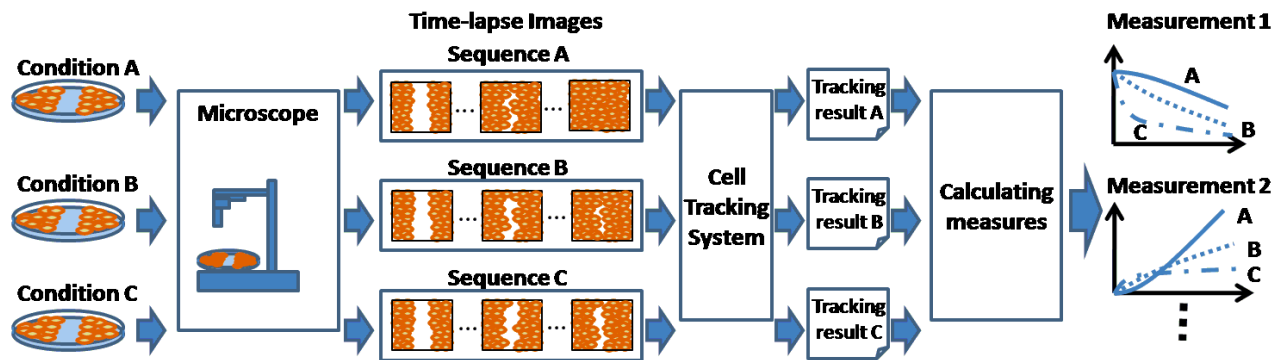 Time-lapse Images
Measurement 1
Condition A
Sequence A
Microscope
... ...
Tracking
result A
A
B
C
Condition B
Sequence B
... ...
Cell
Tracking
System
Tracking
result B
Calculating
measures
Measurement 2
A
B
C
Condition C
Sequence C
... ...
Tracking
result C